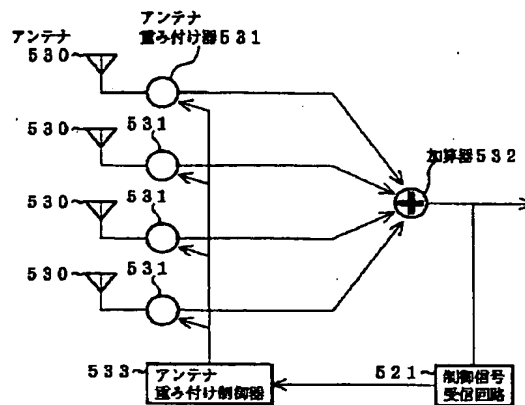 アンテナ
アンテナ
重み付け器531
530
530
531
加算器532
530
531
530
531
533
アンテナ
重み付け制御器
521
制御信号
受信回路